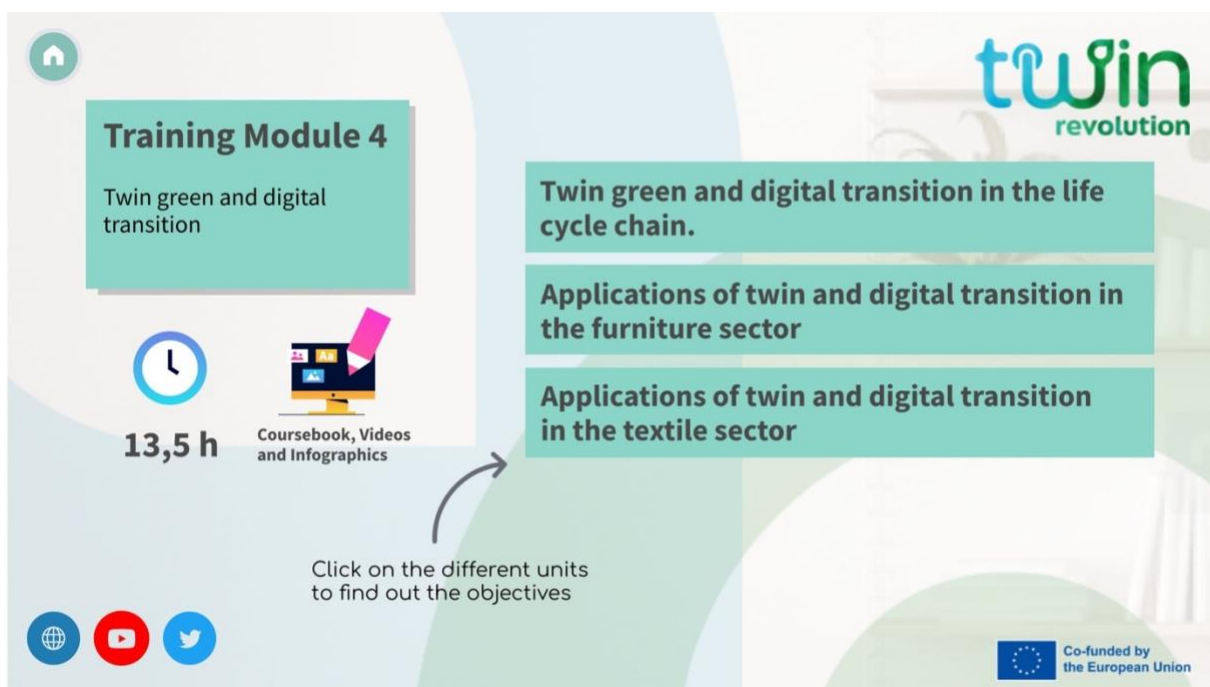 twin
revolution
Training Module 4
Twin green and digital
transition
13,5 h
Coursebook, Videos
and Infographics
Aa
Twin green and digital transition in the life
cycle chain.
Applications of twin and digital transition in
the furniture sector
Applications of twin and digital transition
in the textile sector
Click on the different units
to find out the objectives
Co-funded by
the European Union